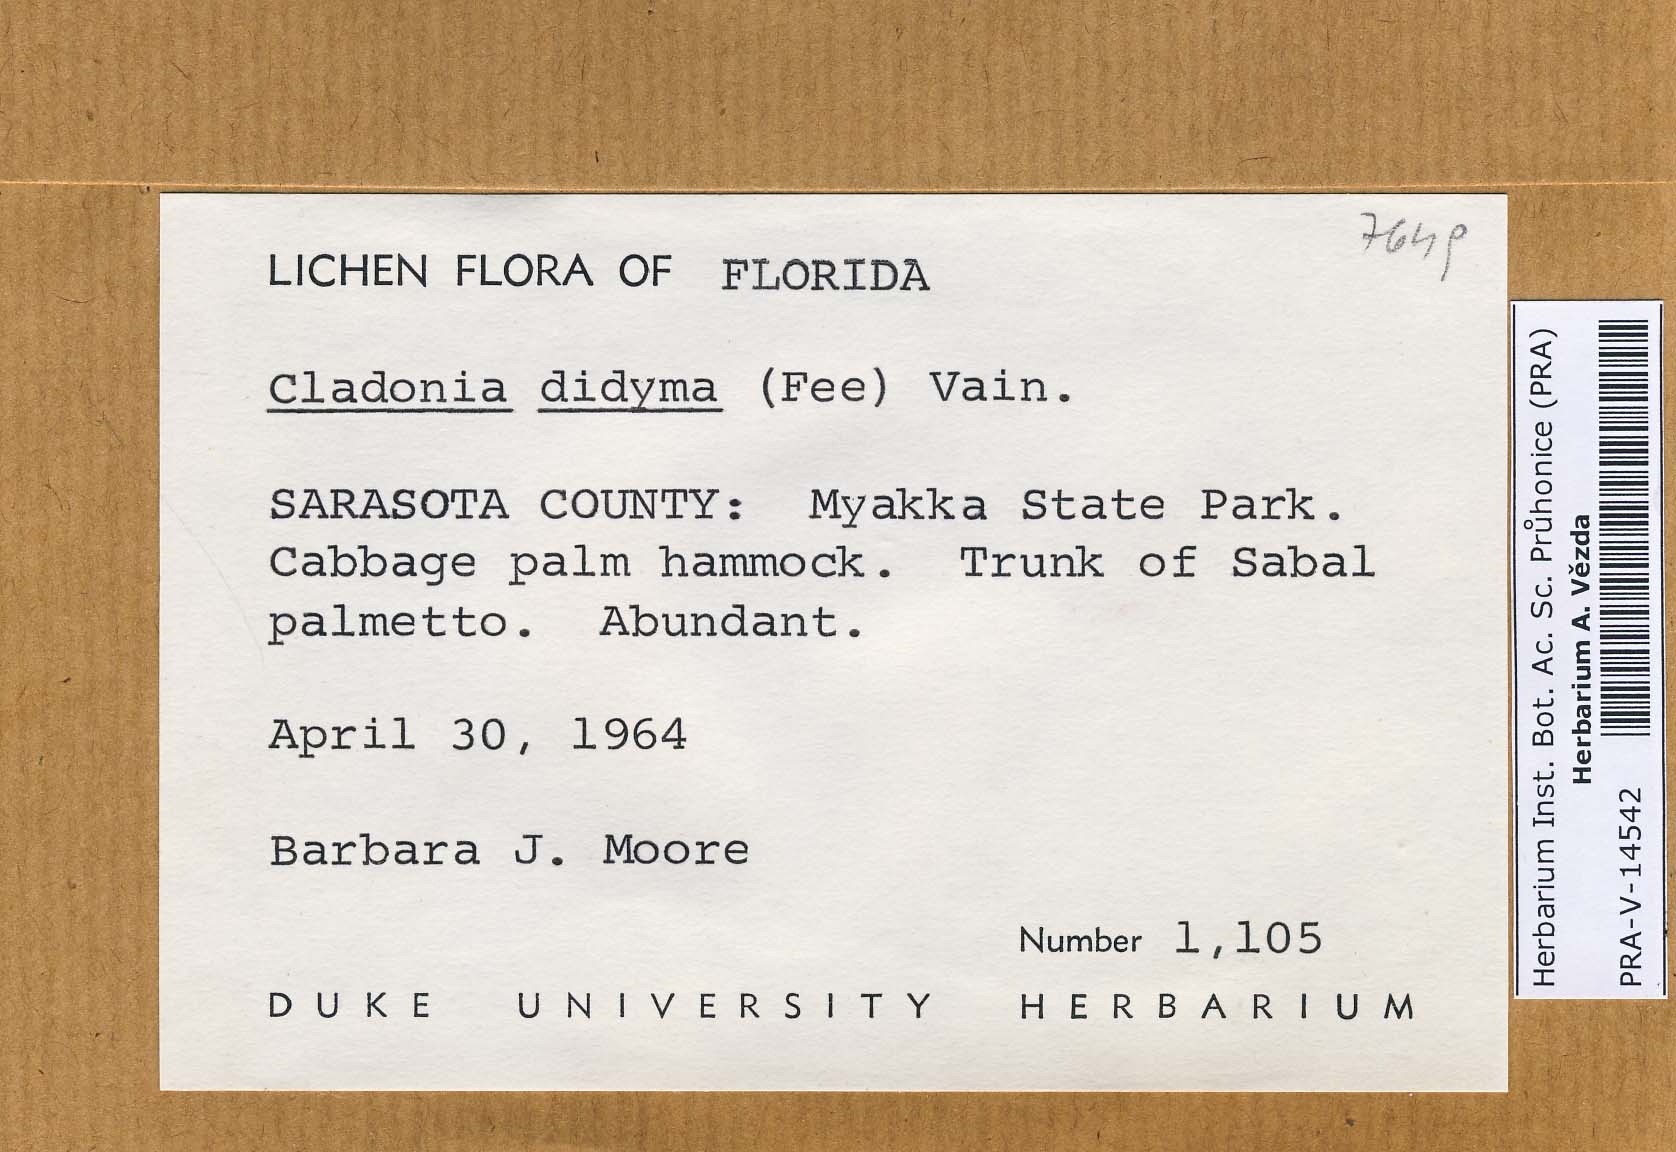 LICHEN FLORA OF FLORIDA
Cladonia didyma (Fee) Vain.
SARASOTA COUNTY: Myakka State Park.
Cabbage palm hammock. Trunk of Sabal
palmetto. Abundant.
April 30, 1964
Barbara J. Moore
Number 1,105
DUKE UNIVERSITY HERBARIUM
Herbarium Inst. Bot. Ac. Sc. Průhonice (PRA)
Herbarium A. Vězda
PRA-V-14542